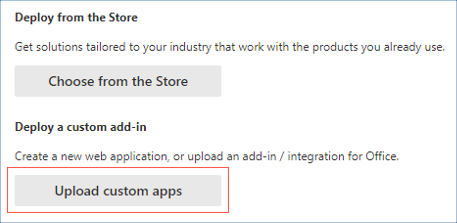 Deploy from the Store
Get solutions tailored to your industry that work with the products you already use.
Choose from the Store
Deploy a custom add-in
Create a new web application, or upload an add-in / integration for Office.
Upload custom apps